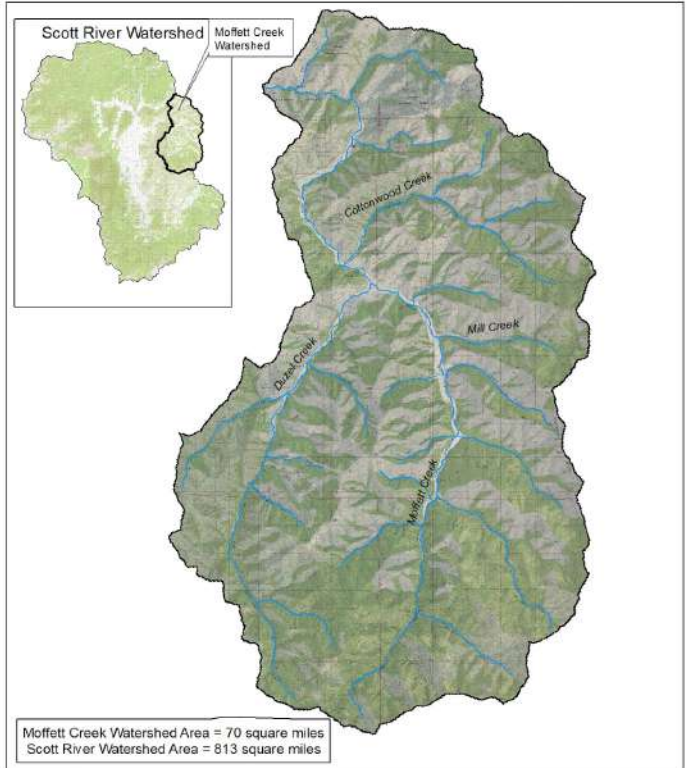 Scott River Watershed
Moffett Creek
Watershed
Cottonwood Creek
Mill Creek
Duzel Creek
Moffett Creek
Moffett Creek Watershed Area = 70 square miles
Scott River Watershed Area = 813 square miles